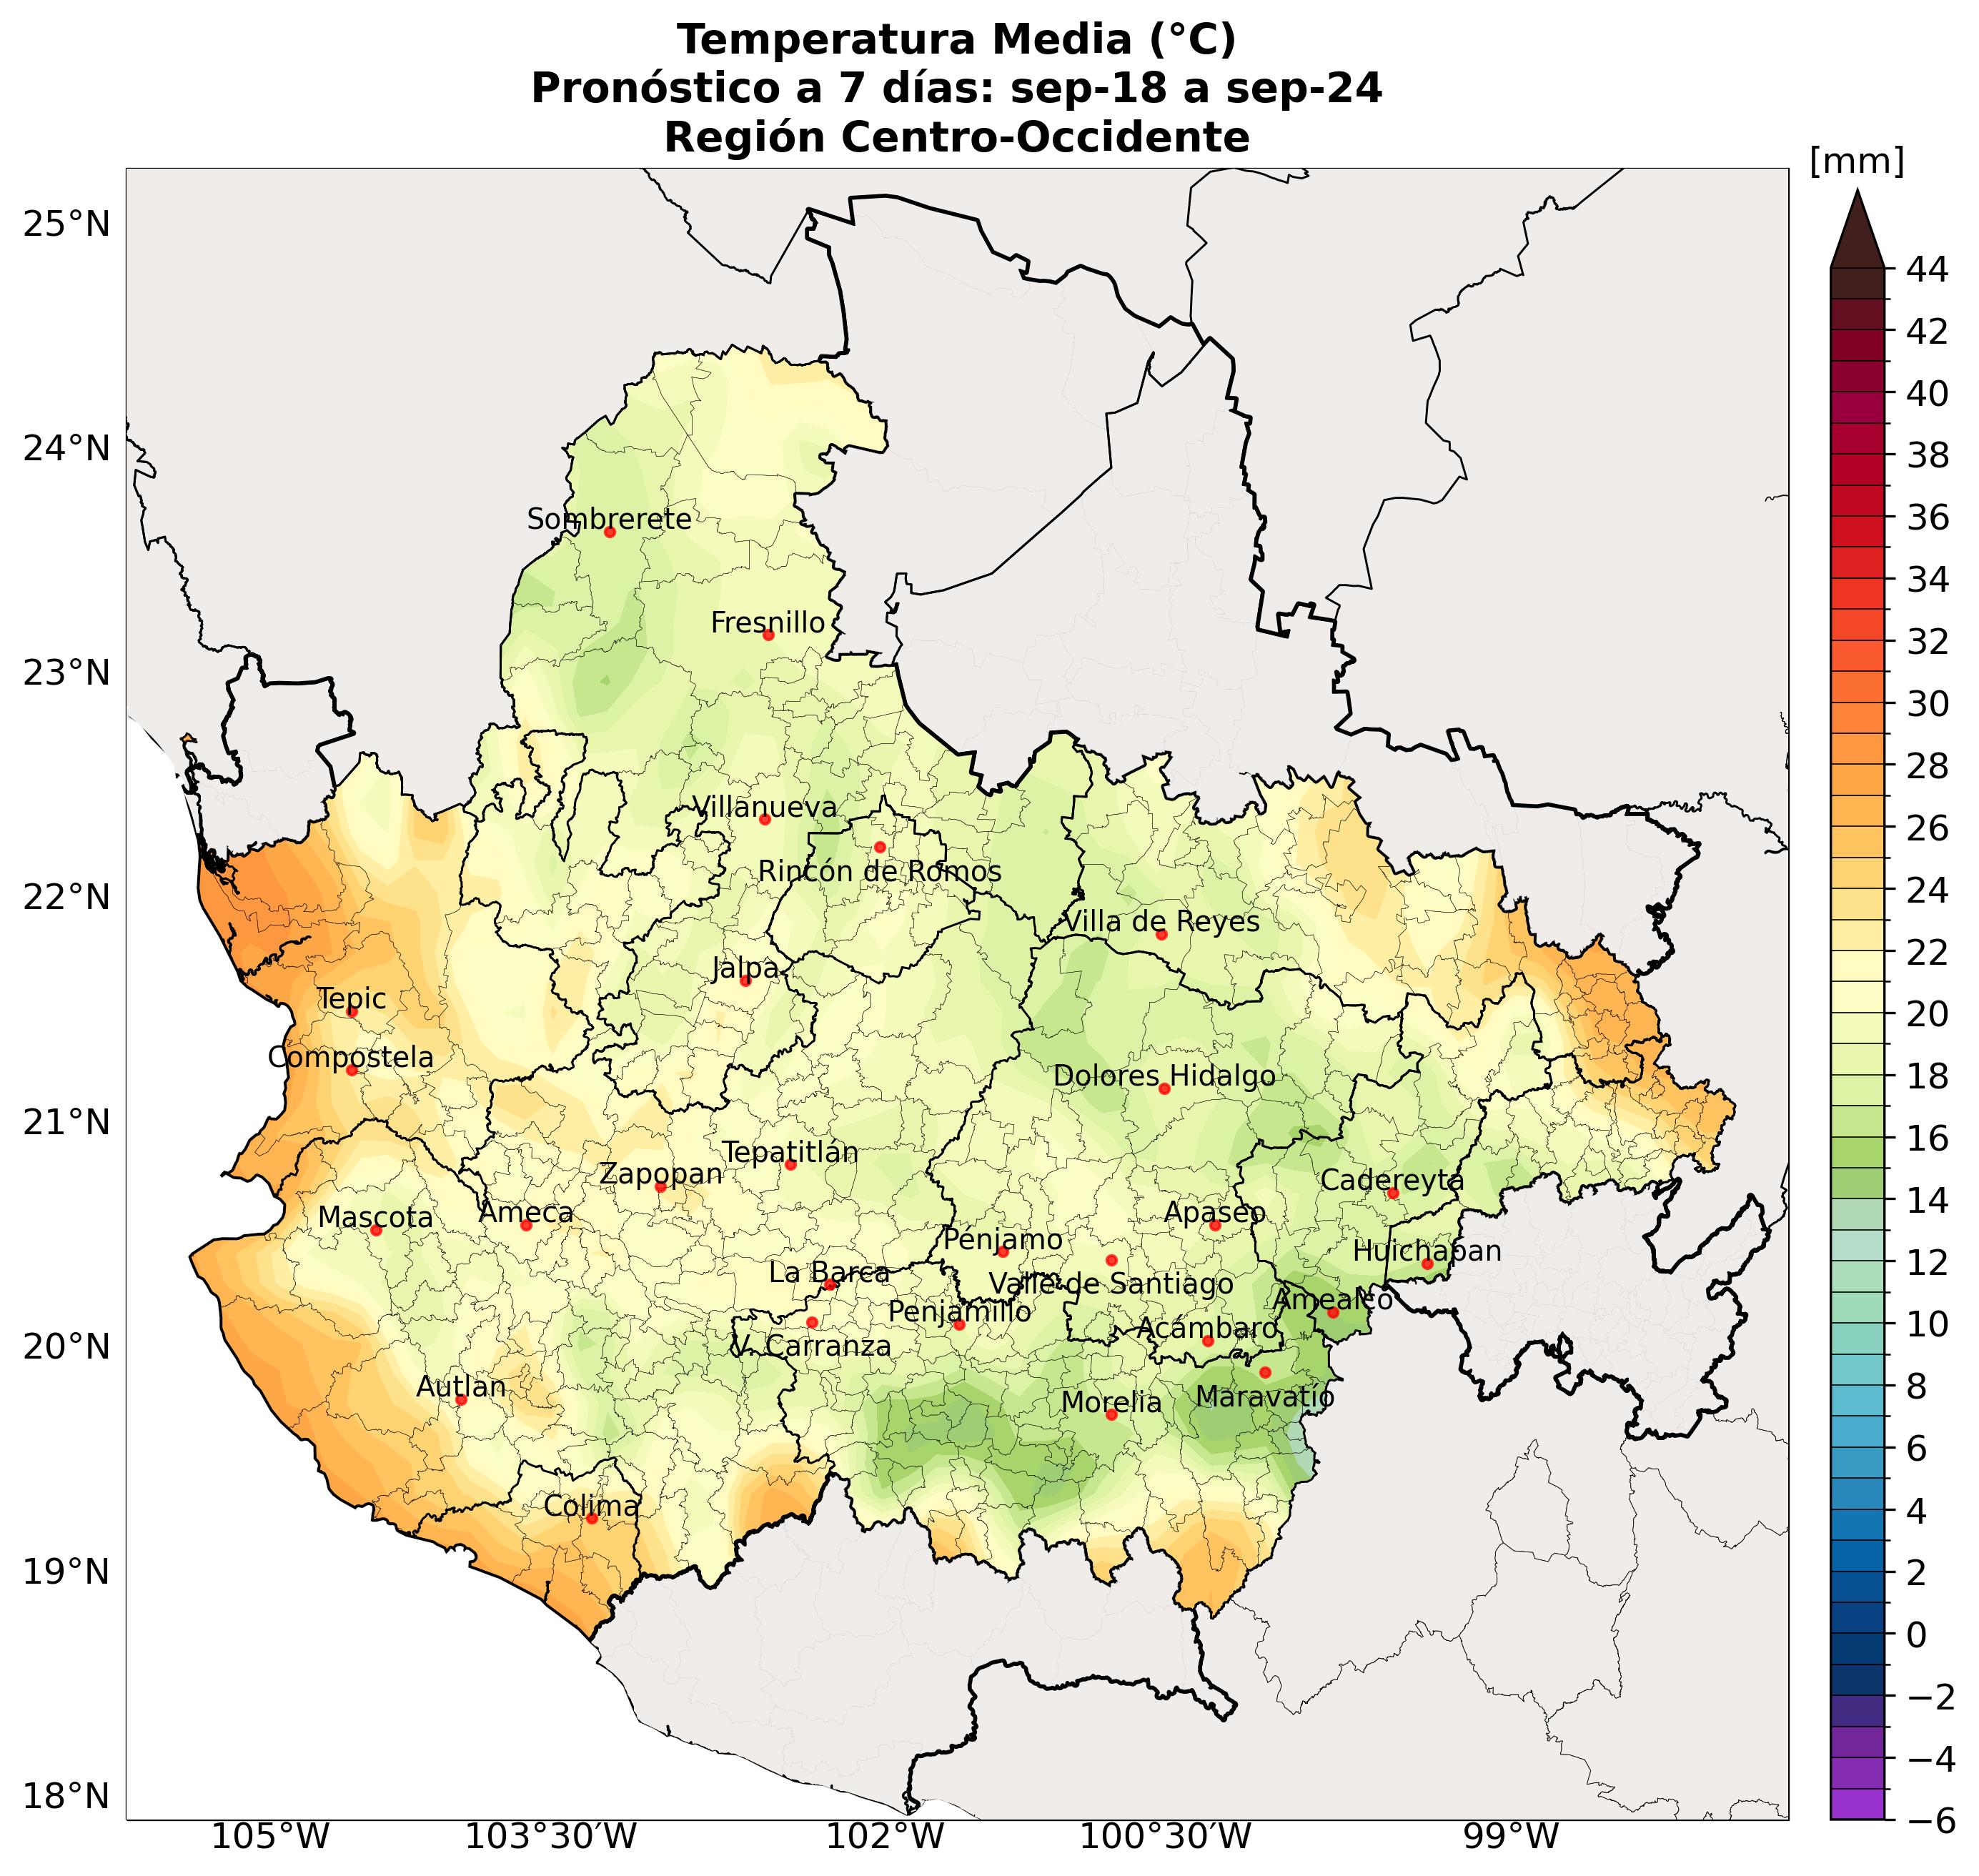 Temperatura Media (°C)
Pronóstico a 7 días: sep-18 a sep-24
Región Centro-Occidente
[mm]
25°N
24°N
23°N
22°N
21°N
20°N
19°N
18°N
105°W
103°30′W
102°W
100°30′W
99°W
44
42
40
38
36
34
32
30
28
26
24
22
20
18
16
14
12
10
8
6
4
2
0
−2
−4
−6
Sombrerete
Fresnillo
Villanueva
Rincón de Romos
Villa de Reyes
Jalpa
Tepic
Compostela
Dolores Hidalgo
Tepatitlán
Zapopan
Cadereyta
Mascota
Ameca
Apaseo
Pénjamo
Huichapan
La Barca
Valle de Santiago
Amealco
Penjamillo
Acámbaro
V. Carranza
Autlan
Maravatío
Morelia
Colima